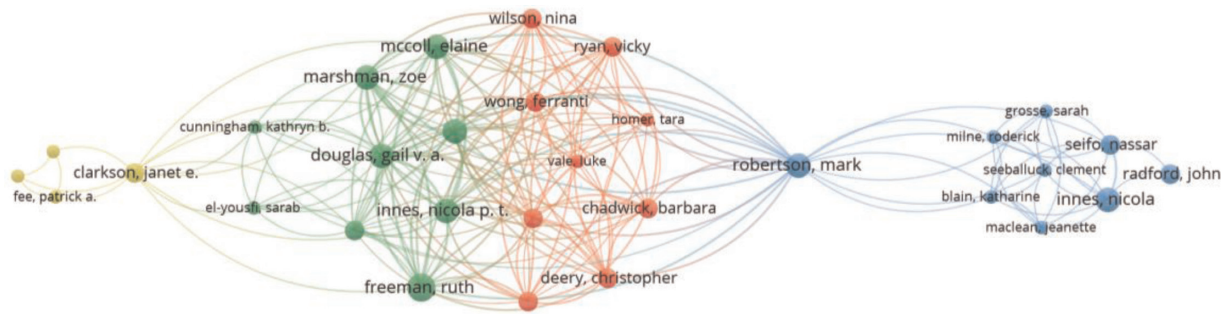 wilson, nina
mccoll, elaine
ryan, vicky
marshman, zoe
wong, ferranti
grosse, sarah
homer, tara
cunningham, kathryn b.
milne, roderick
seifo, nassar
douglas, gail v. a.
vale, luke
robertson, mark
seeballuck, clement
clarkson, janet e.
radford, john
fee, patrick a.
blain, katharine
innes, nicola
el-yousfi, sarab
innes, nicola p. t.
chadwick, barbara
maclean, jeanette
deery, christopher
freeman, ruth